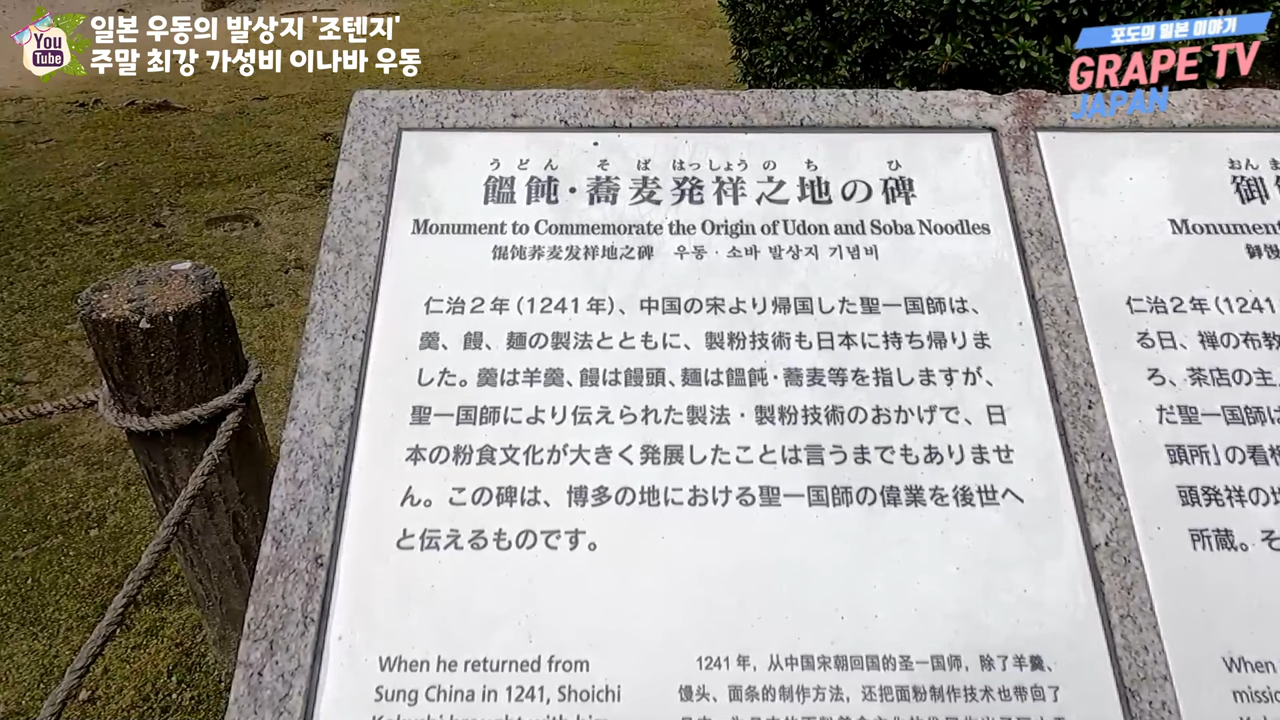 You
Tube
일본 우동의 발상지 '조텐지'
주말 최강 가성비 이나바 우동
포도의 일본 이야기
GRAPE TV
JAPAN
うどん そば はっしょう の ち ひ
饂飩・蕎麦発祥之地の碑
Monument to Commemorate the Origin of Udon and Soba Noodles
馄饨荞麦发祥地之碑 우동・소바 발상지 기념비
仁治2年（1241年）、中国の宋より帰国した聖一国師は、
羹、饅、麺の製法とともに、製粉技術も日本に持ち帰りま
した。羹は羊羹、饅は饅頭、麺は饂飩・蕎麦等を指しますが、
聖一国師により伝えられた製法・製粉技術のおかげで、日
本の粉食文化が大きく発展したことは言うまでもありませ
ん。この碑は、博多の地における聖一国師の偉業を後世へ
と伝えるものです。
When he returned from
Sung China in 1241, Shoichi
1241年，从中国宋朝回国的圣一国师，除了羊羹、
馒头、面条的制作方法，还把面粉制作技术也带回了
おん
御
Monument
仁治2年（1241
る日、禅の布教
ろ、茶店の主
だ聖一国師は
頭所」の看
頭発祥の
所蔵。そ
When
missio